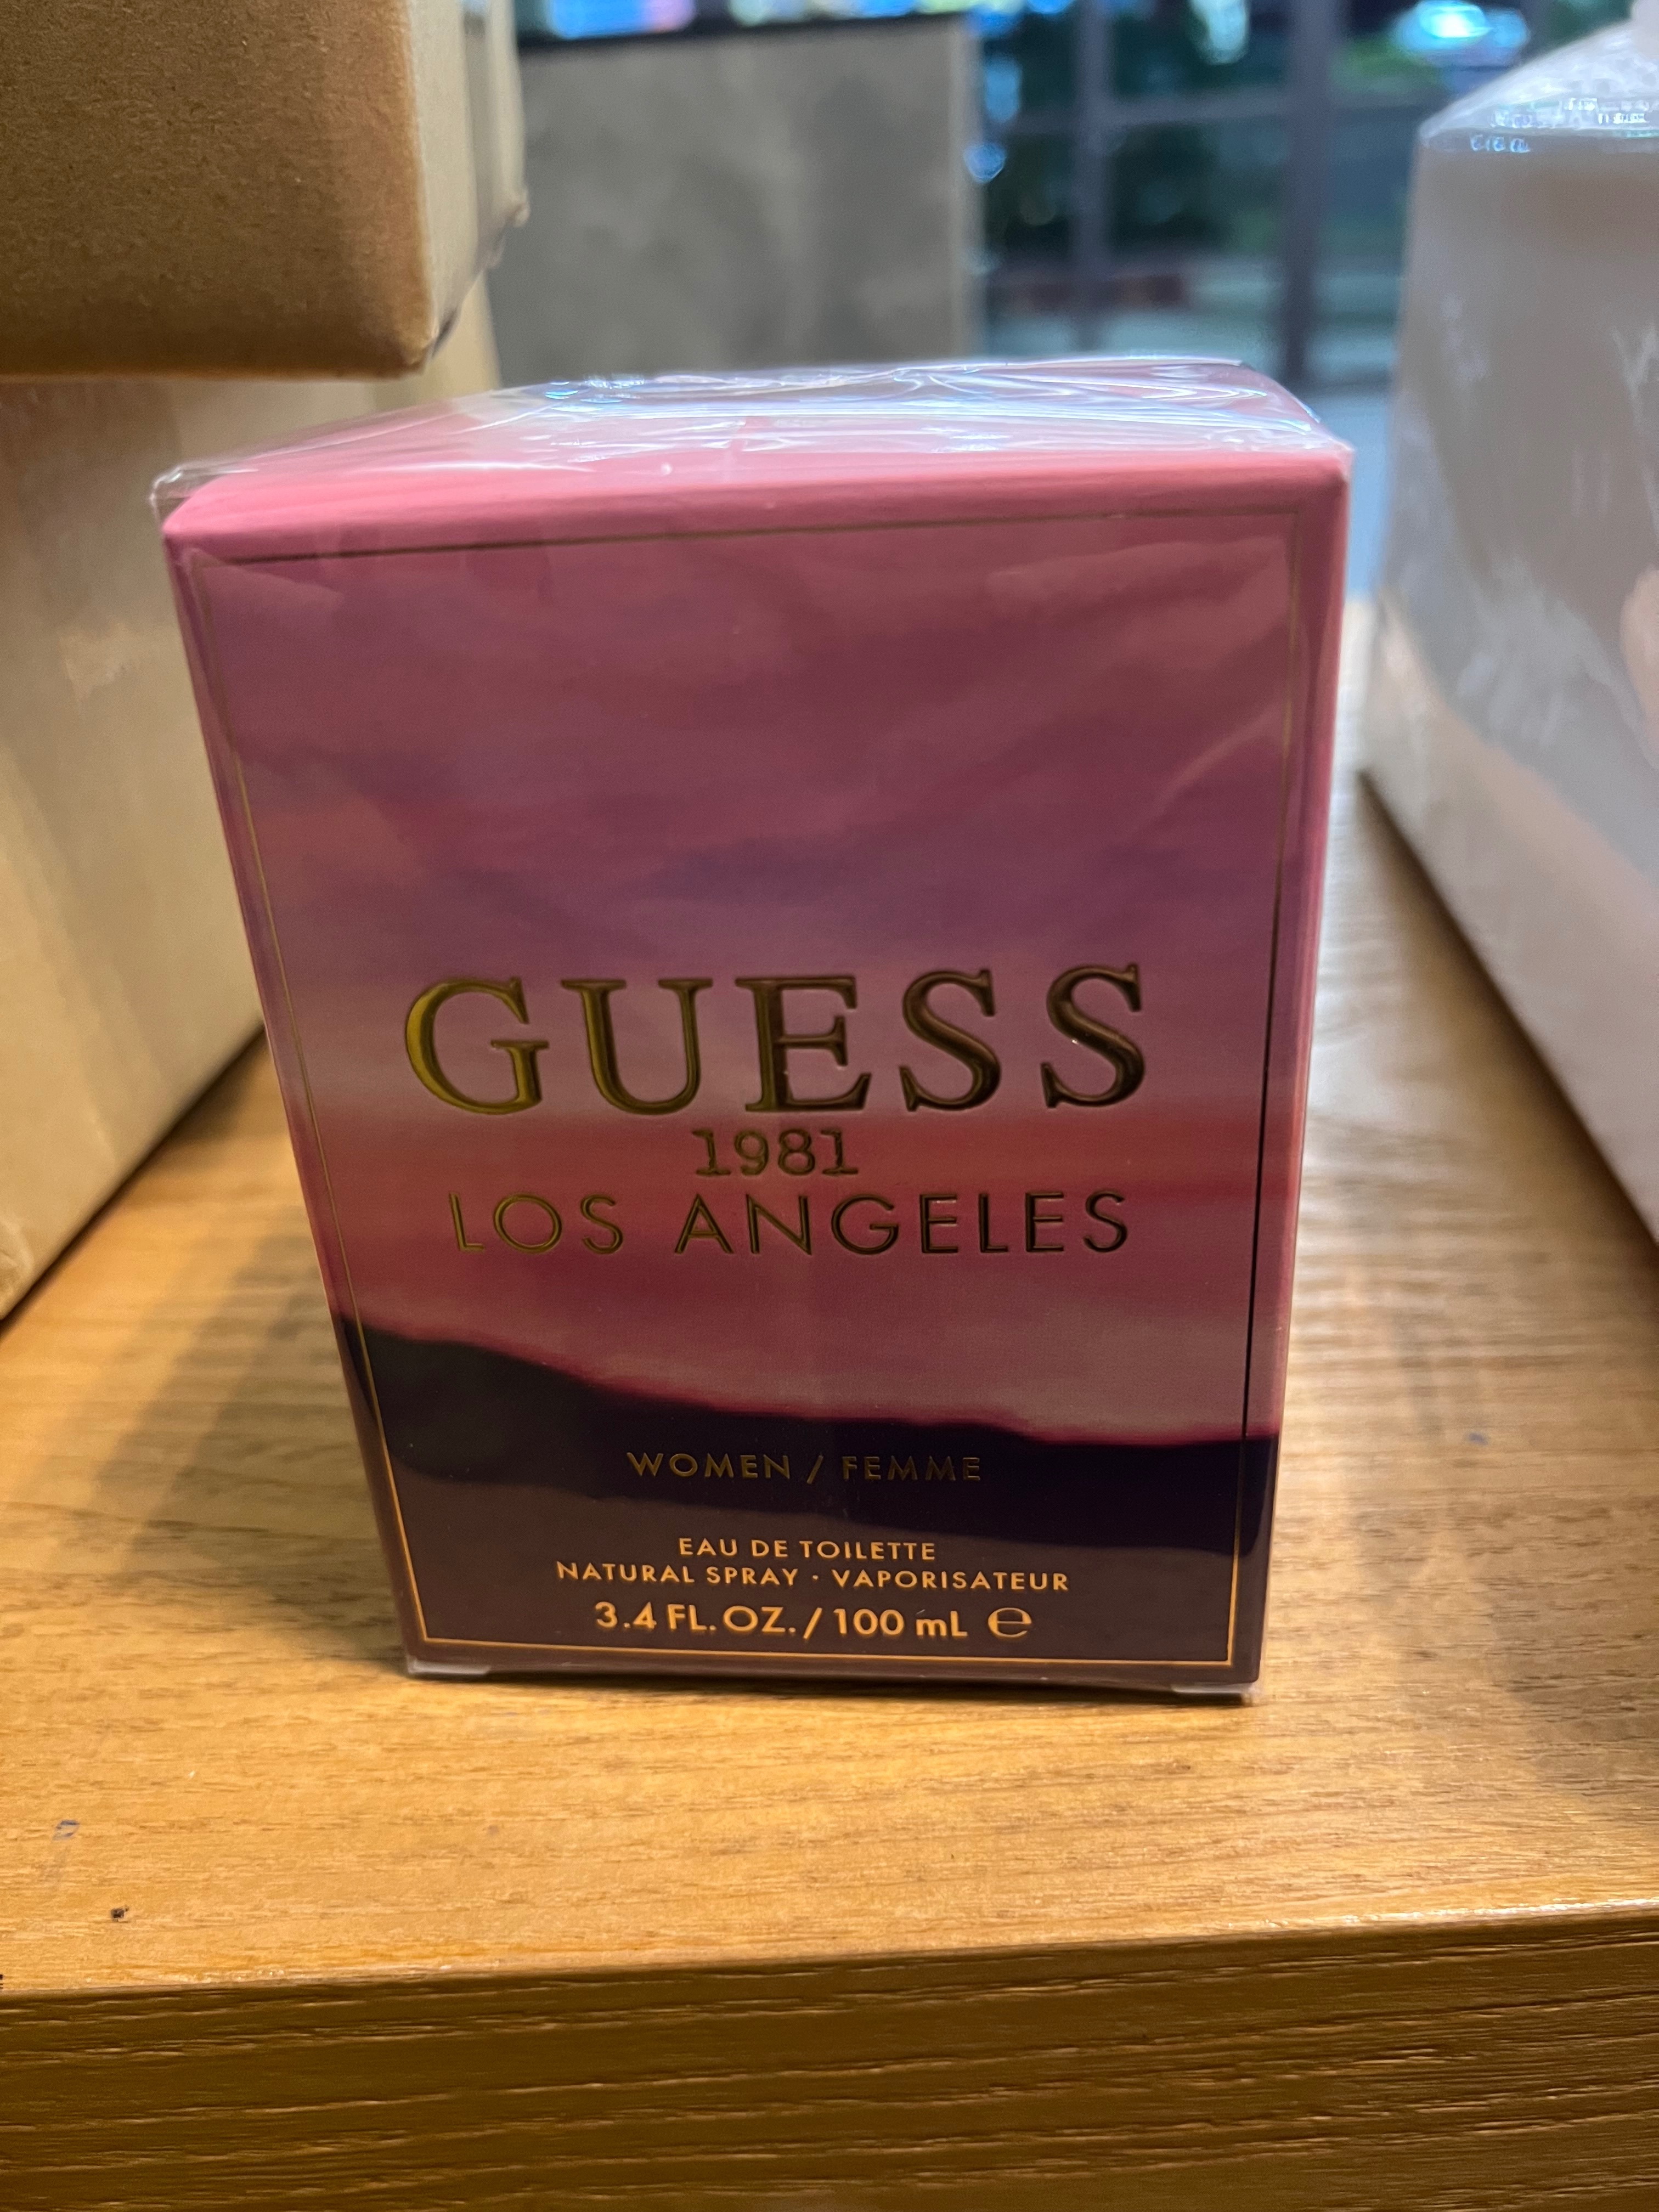 GUESS
1981
LOS ANGELES
WOMEN / FEMME
EAU DE TOILETTE
NATURAL SPRAY · VAPORISATEUR
3.4 FL. OZ. / 100 mL ℮